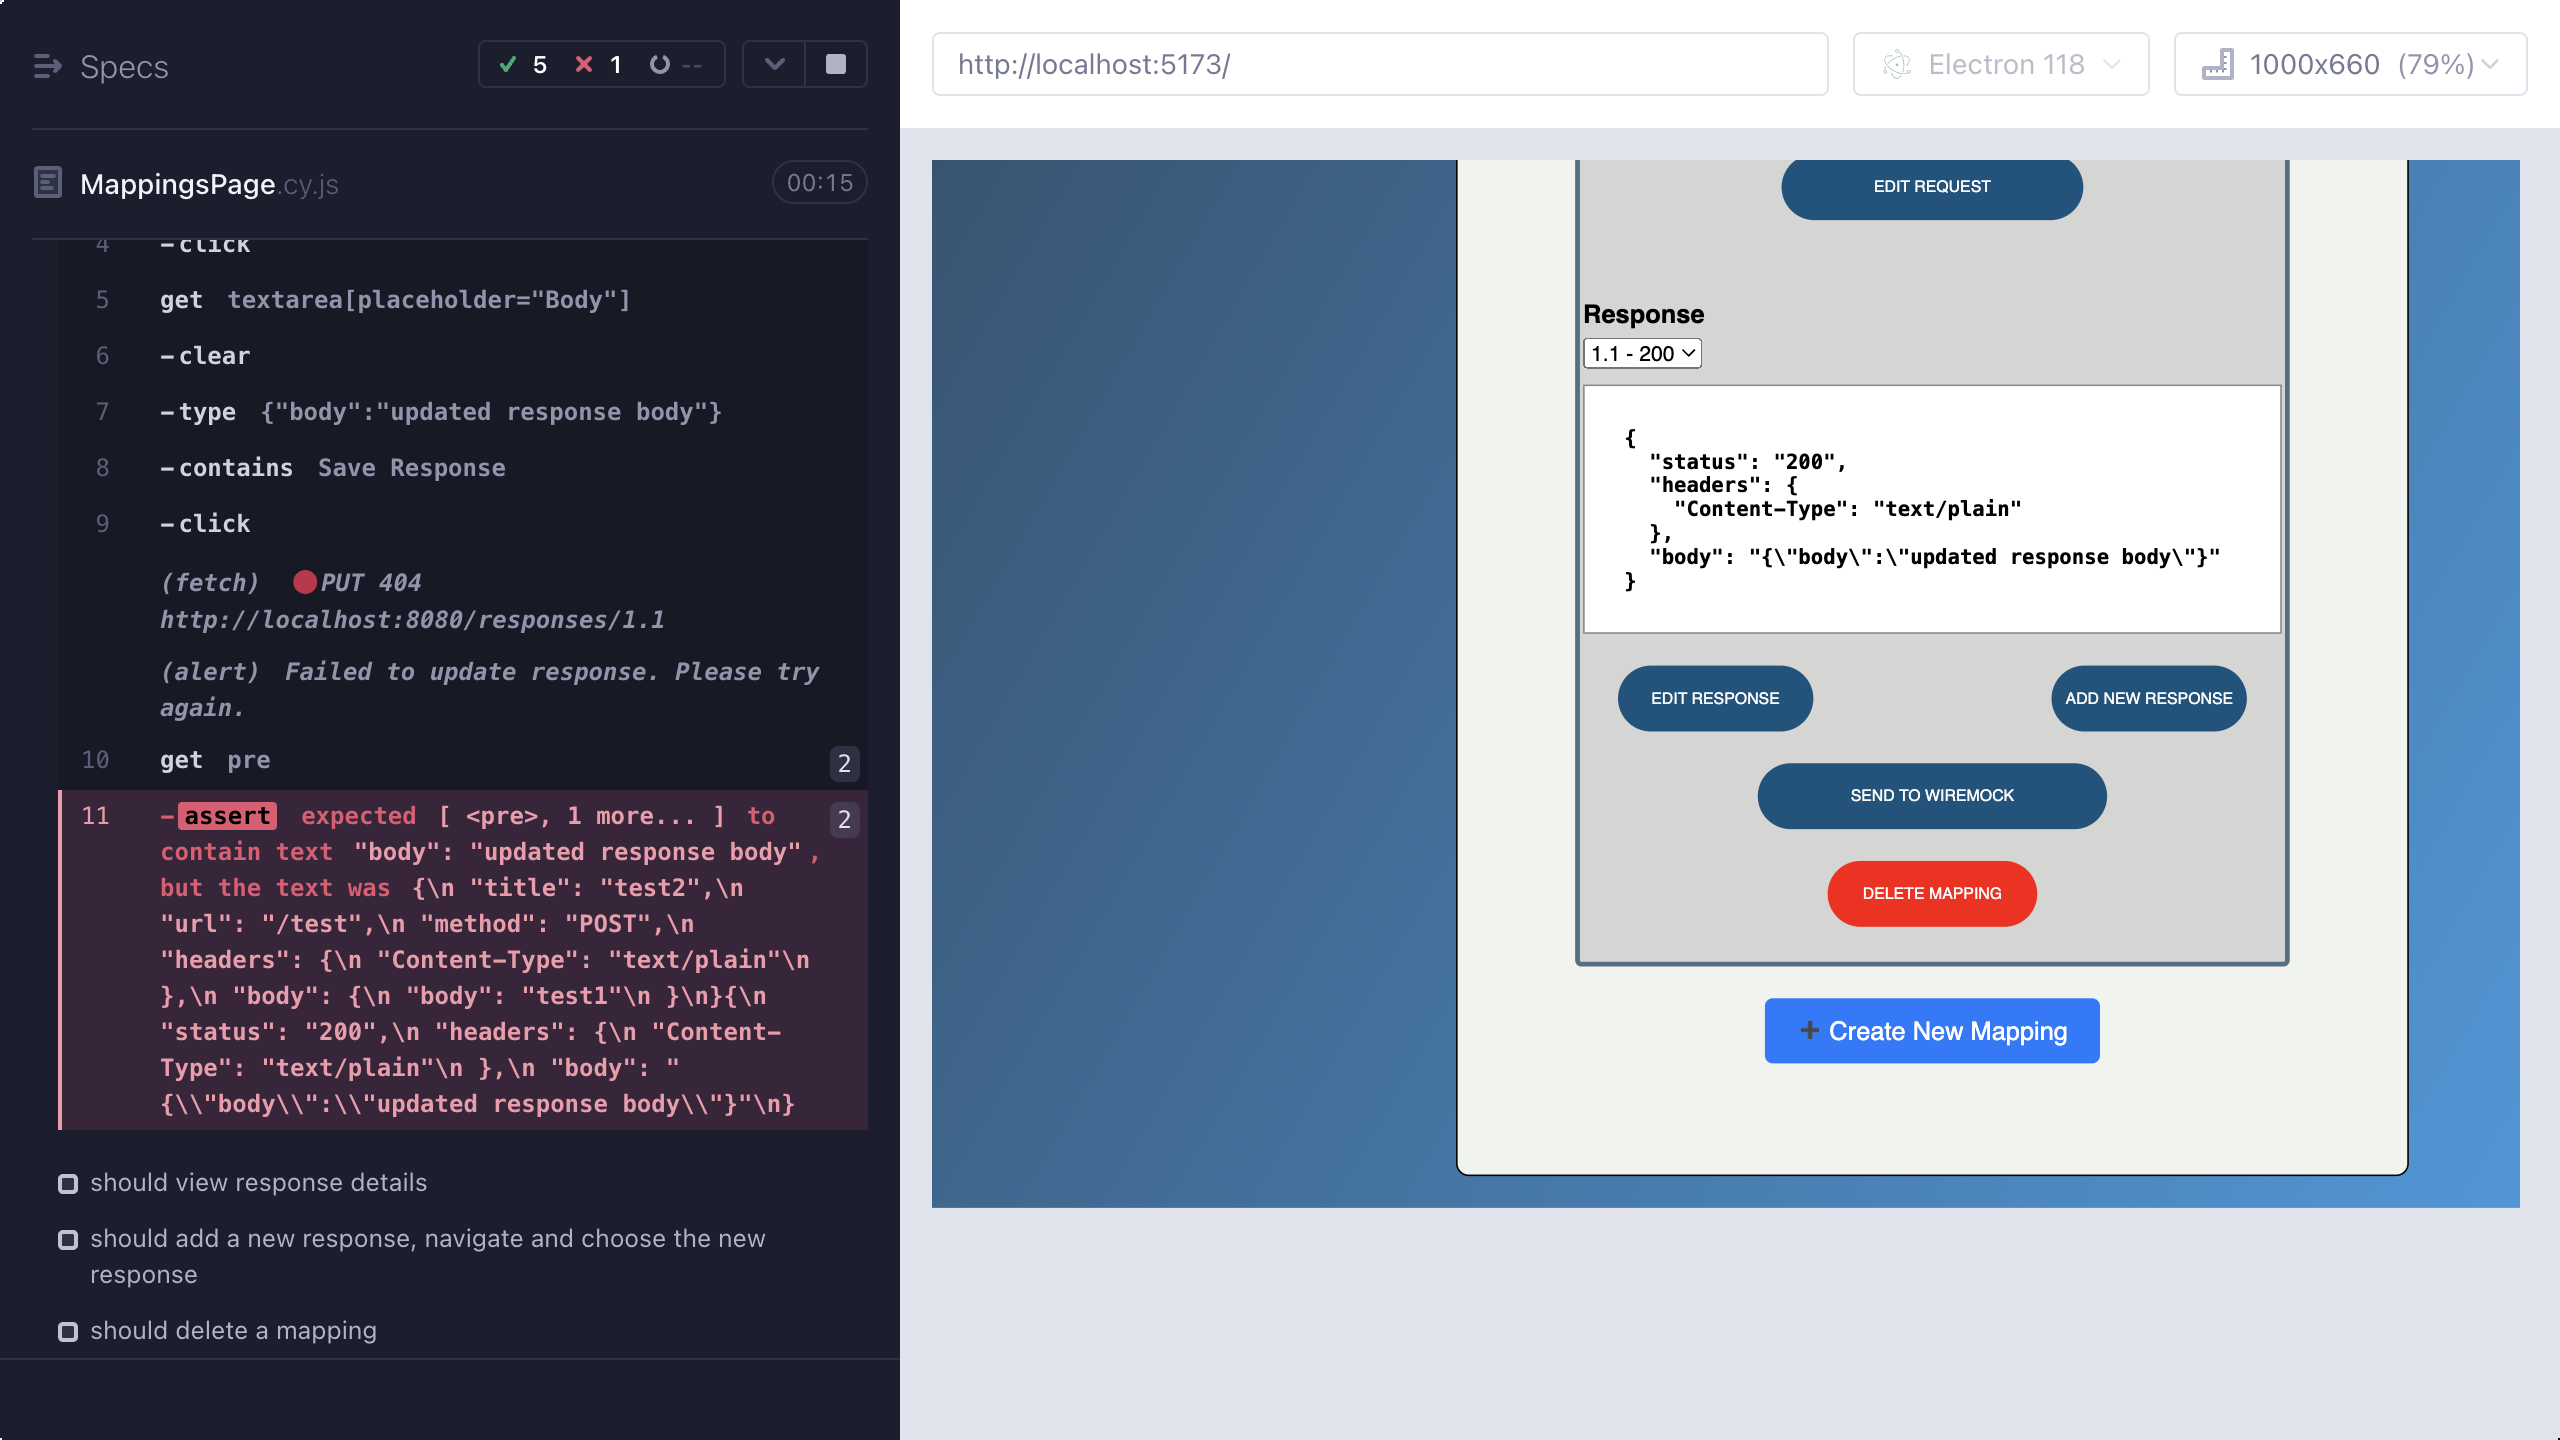 Specs
5
1
--
MappingsPage.cy.js
00:15
4 -click
5 get textarea[placeholder="Body"]
6 -clear
7 -type {"body":"updated response body"}
8 -contains Save Response
9 -click
(fetch) PUT 404
http://localhost:8080/responses/1.1
(alert) Failed to update response. Please try
again.
10 get pre 2
11 -assert expected [ <pre>, 1 more... ] to 2
contain text "body": "updated response body",
but the text was {\n "title": "test2",\n
"url": "/test",\n "method": "POST",\n
"headers": {\n "Content-Type": "text/plain"\n
},\n "body": {\n "body": "test1"\n }\n}{\n
"status": "200",\n "headers": {\n "Content-
Type": "text/plain"\n },\n "body": "
{\\"body\\":\\"updated response body\\"}"\n}
should view response details
should add a new response, navigate and choose the new
response
should delete a mapping
http://localhost:5173/
Electron 118
1000x660 (79%)
EDIT REQUEST
Response
1.1 - 200
{
"status": "200",
"headers": {
"Content-Type": "text/plain"
},
"body": "{\"body\":\"updated response body\"}"
}
EDIT RESPONSE
ADD NEW RESPONSE
SEND TO WIREMOCK
DELETE MAPPING
+ Create New Mapping